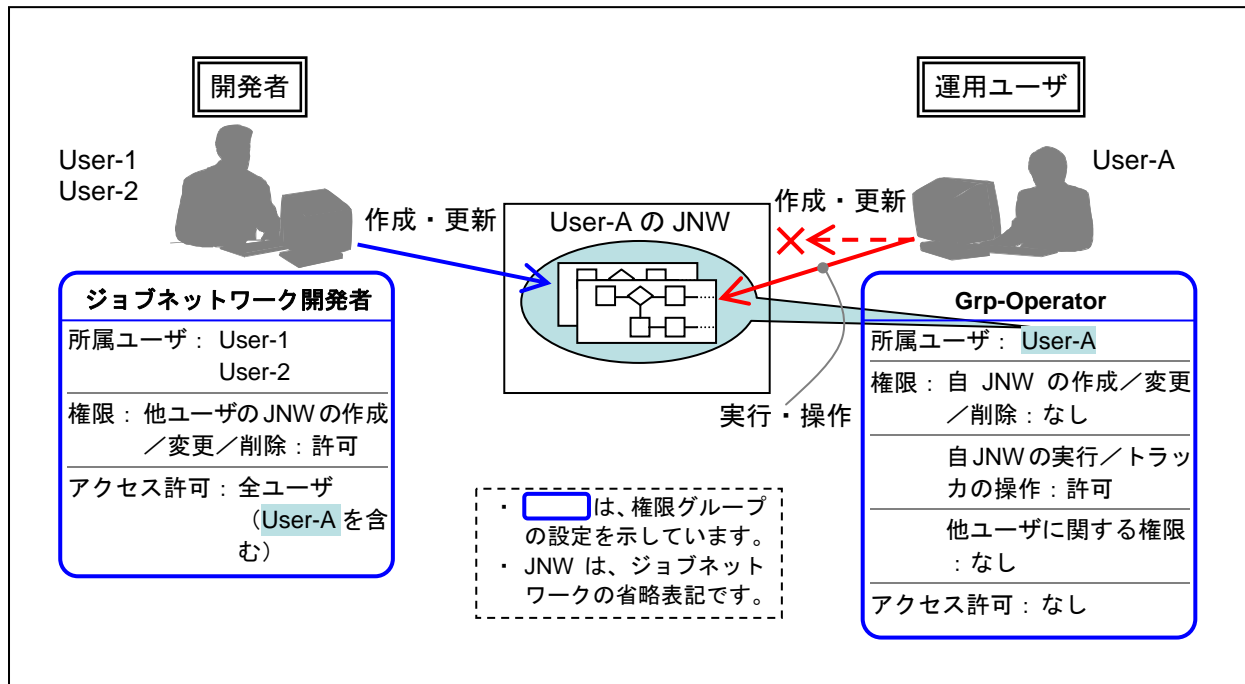 開発者
運用ユーザ
User-1
User-2
User-A
作成・更新
User-A の JNW
作成・更新
実行・操作
ジョブネットワーク開発者
所属ユーザ： User-1
User-2
権限：他ユーザのJNWの作成
／変更／削除：許可
アクセス許可：全ユーザ
（User-A を含
む）
・ は、権限グループ
の設定を示しています。
・ JNW は、ジョブネット
ワークの省略表記です。
Grp-Operator
所属ユーザ： User-A
権限：自 JNW の作成／変更
／削除：なし
自JNWの実行／トラッ
カの操作：許可
他ユーザに関する権限
：なし
アクセス許可：なし